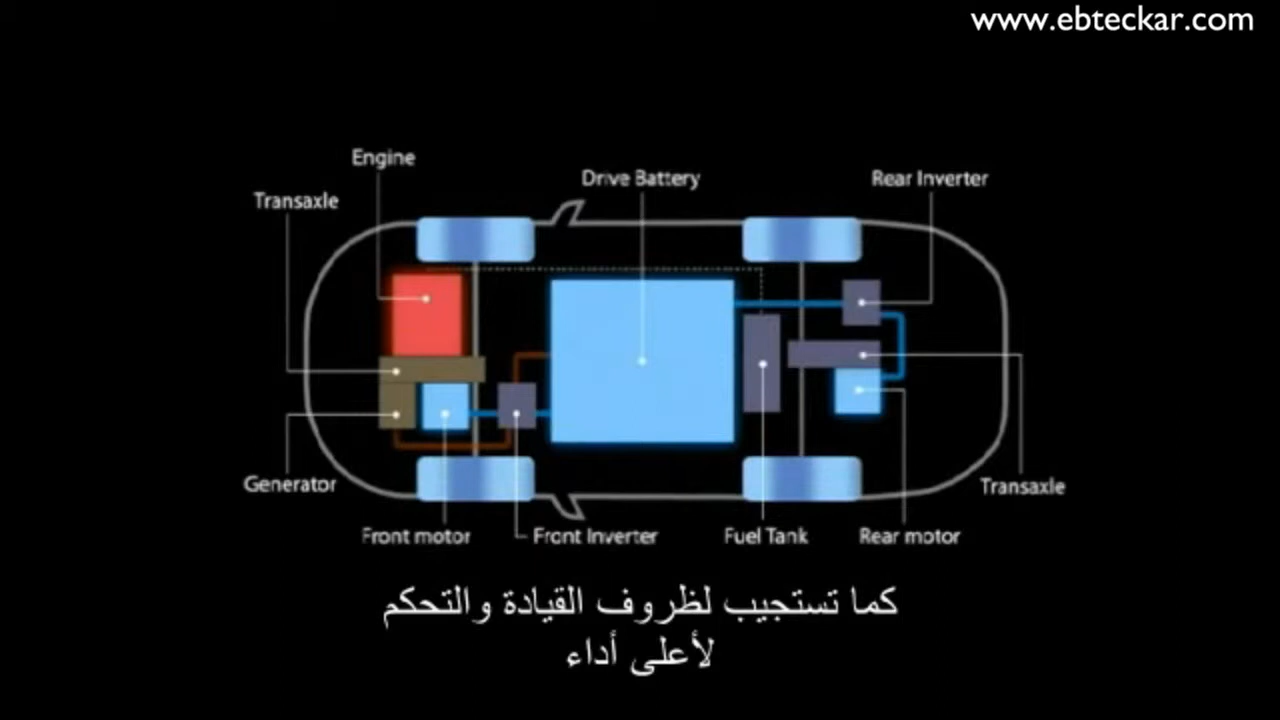 www.ebteckar.com
Engine
Drive Battery
Rear Inverter
Transaxle
Generator
Transaxle
Front motor
Front Inverter
Fuel Tank
Rear motor
كما تستجيب لظروف القيادة والتحكم
لأعلى أداء